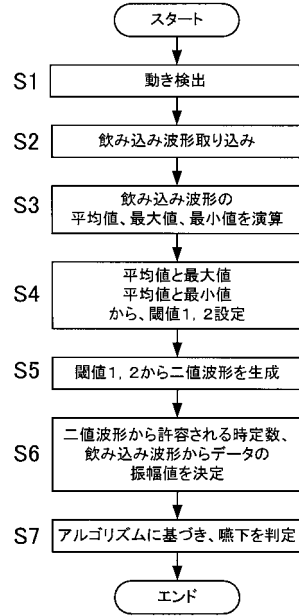 スタート
S1
動き検出
S2
飲み込み波形取り込み
S3
飲み込み波形の
平均値、最大値、最小値を演算
S4
平均値と最大値
平均値と最小値
から、閾値1，2設定
S5
閾値1，2から二値波形を生成
S6
二値波形から許容される時定数、
飲み込み波形からデータの
振幅値を決定
S7
アルゴリズムに基づき、嚥下を判定
エンド